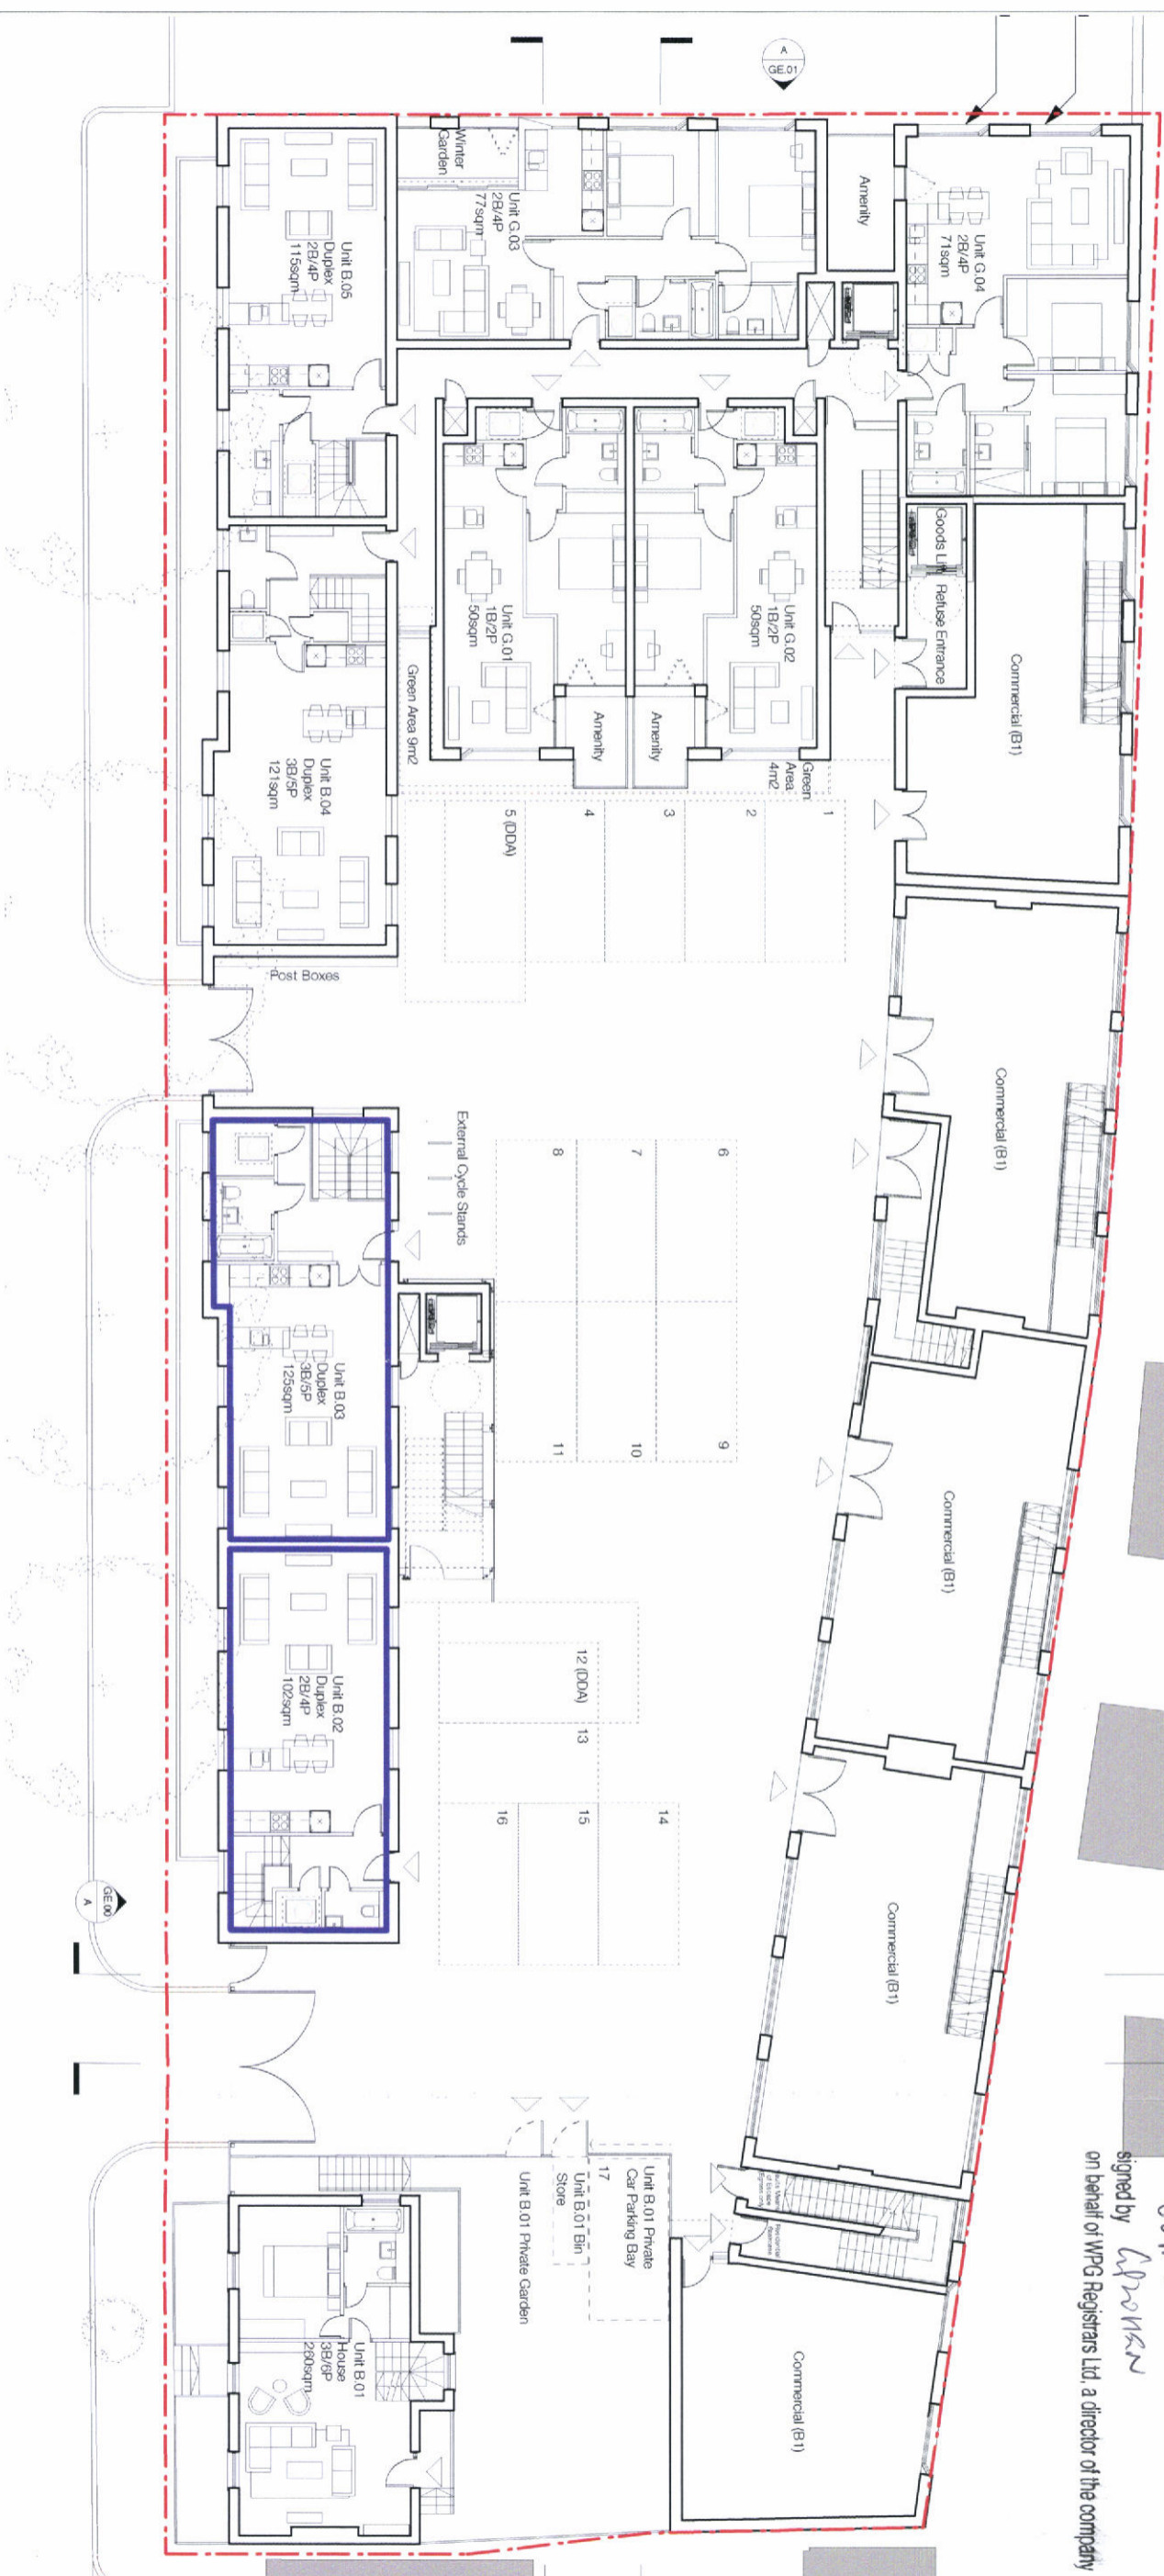 A
GE.01
Winter
Garden
Unit G.03
2B/4P
77sqm
Amenity
Unit G.04
2B/4P
71sqm
Unit B.05
Duplex
2B/4P
115sqm
Unit G.01
1B/2P
50sqm
Unit G.02
1B/2P
50sqm
Goods Lift
Refuse Entrance
Commercial (B1)
Amenity
Amenity
Green Area 9m2
Green
Area
4m2
Unit B.04
Duplex
3B/5P
121sqm
1
2
3
4
5 (DDA)
Post Boxes
Commercial (B1)
External Cycle Stands
6
7
8
9
10
11
Unit B.03
Duplex
3B/5P
125sqm
Commercial (B1)
Unit B.02
Duplex
2B/4P
102sqm
12 (DDA)
13
14
15
16
Commercial (B1)
GE.00
A
Unit B.01 Private
Car Parking Bay
17
Unit B.01 Bin
Store
Unit B.01 Private Garden
Unit B.01
House
3B/6P
260sqm
Commercial (B1)
signed by
on behalf of WPG Registrars Ltd, a director of the company